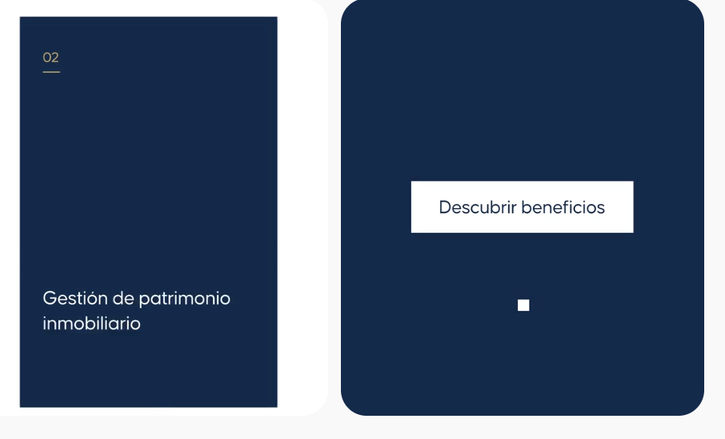 02
Gestión de patrimonio
inmobiliario
Descubrir beneficios